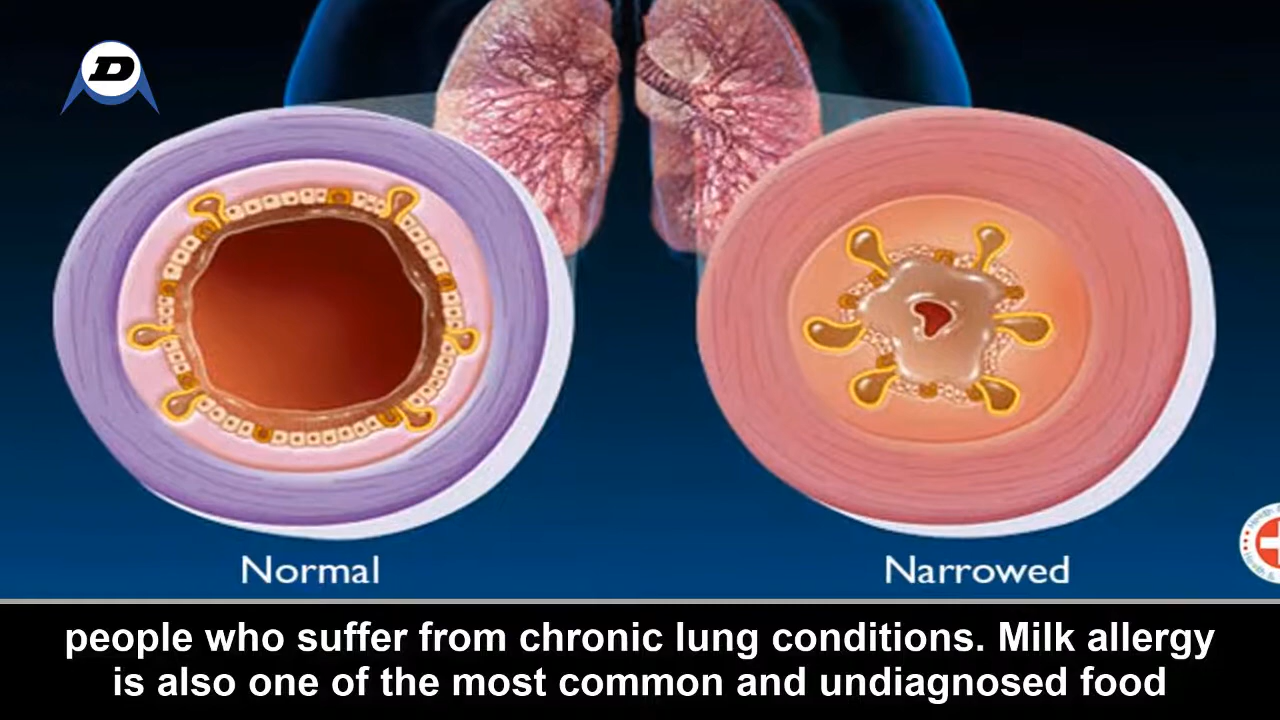 D
Normal
Narrowed
people who suffer from chronic lung conditions. Milk allergy
is also one of the most common and undiagnosed food